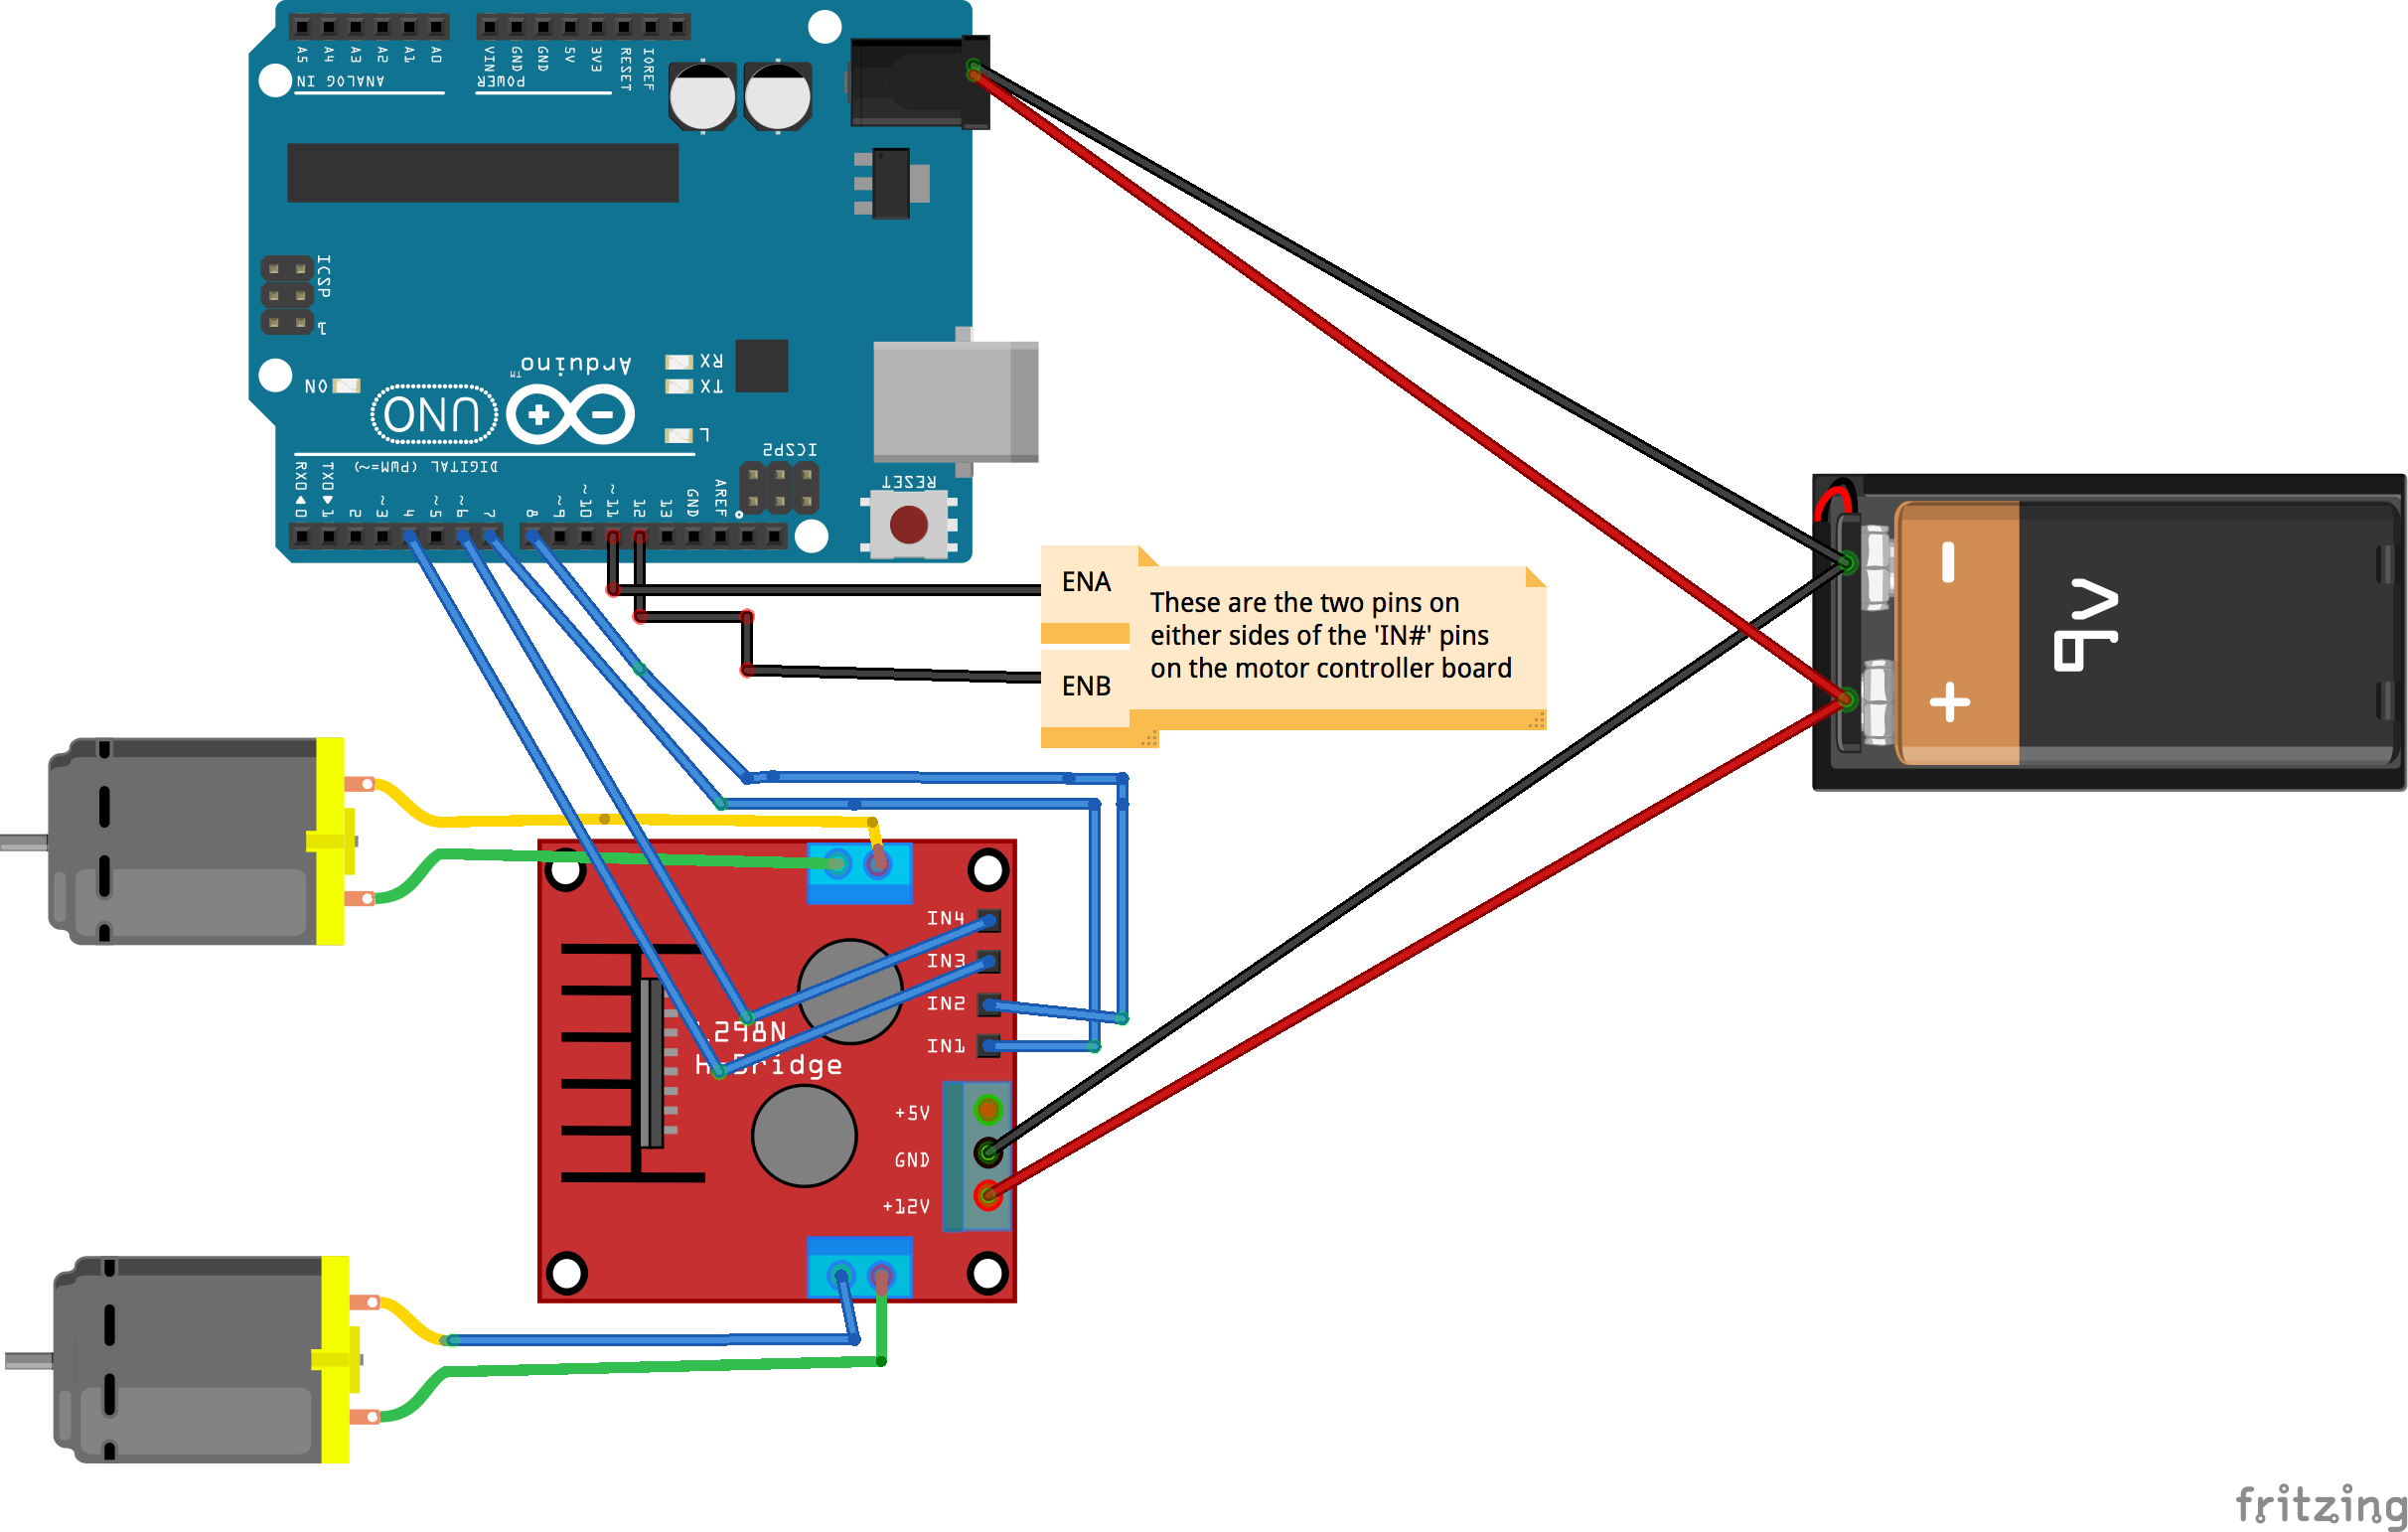 A5 A4 A3 A2 A1 A0
VIN GND GND 5V 3V3 RESET IOREF
ANALOG IN
POWER
ICSP
1
Arduino
TM
ON
UNO
RX
TX
L
ICSP2
RESET
DIGITAL (PWM=~)
RX0◀0 TX0▶1 2 ~3 4 ~5 ~6 7 8 ~9 ~10 ~11 12 13 GND AREF
ENA
ENB
These are the two pins on
either sides of the 'IN#' pins
on the motor controller board
-
+
9V
IN4
IN3
IN2
IN1
L298N
H-Bridge
+5V
GND
+12V
fritzing